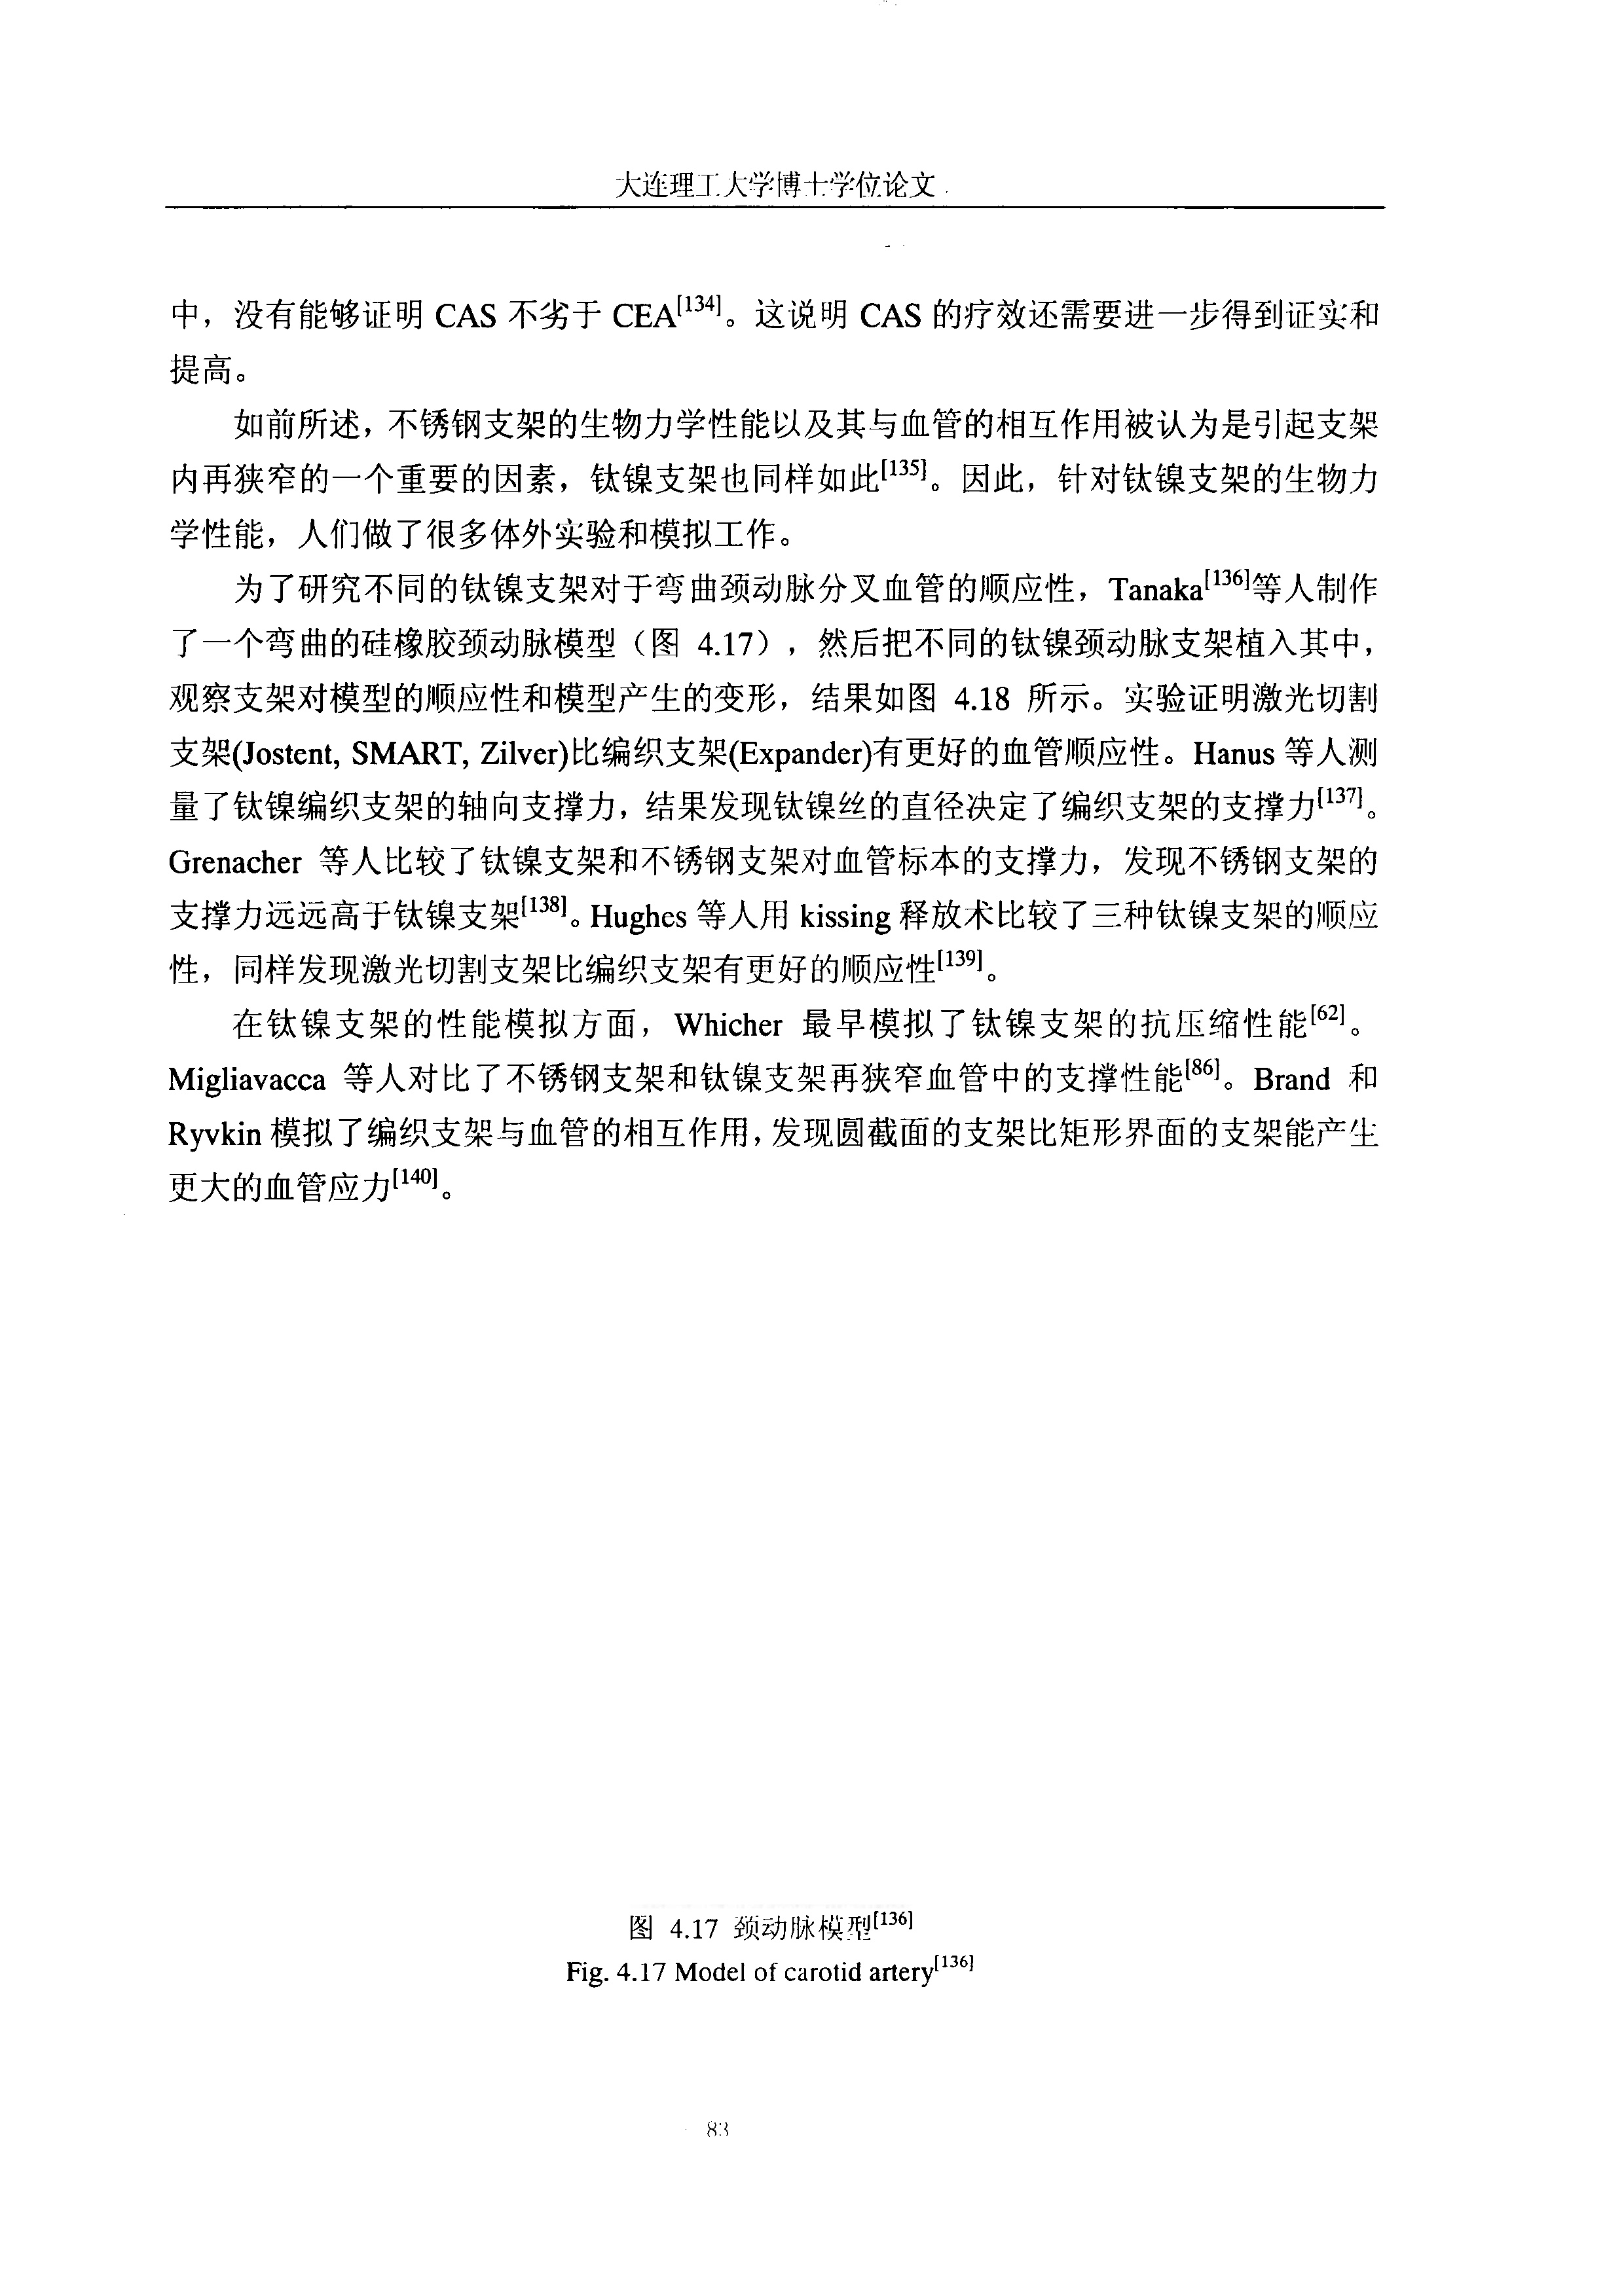 大连理工大学博士学位论文
中，没有能够证明 CAS 不劣于 CEA[134]。这说明 CAS 的疗效还需要进一步得到证实和
提高。
如前所述，不锈钢支架的生物力学性能以及其与血管的相互作用被认为是引起支架
内再狭窄的一个重要的因素，钛镍支架也同样如此[135]。因此，针对钛镍支架的生物力
学性能，人们做了很多体外实验和模拟工作。
为了研究不同的钛镍支架对于弯曲颈动脉分叉血管的顺应性，Tanaka[136]等人制作
了一个弯曲的硅橡胶颈动脉模型（图 4.17），然后把不同的钛镍颈动脉支架植入其中，
观察支架对模型的顺应性和模型产生的变形，结果如图 4.18 所示。实验证明激光切割
支架(Jostent, SMART, Zilver)比编织支架(Expander)有更好的血管顺应性。Hanus 等人测
量了钛镍编织支架的轴向支撑力，结果发现钛镍丝的直径决定了编织支架的支撑力[137]。
Grenacher 等人比较了钛镍支架和不锈钢支架对血管标本的支撑力，发现不锈钢支架的
支撑力远远高于钛镍支架[138]。Hughes 等人用 kissing 释放术比较了三种钛镍支架的顺应
性，同样发现激光切割支架比编织支架有更好的顺应性[139]。
在钛镍支架的性能模拟方面，Whicher 最早模拟了钛镍支架的抗压缩性能[62]。
Migliavacca 等人对比了不锈钢支架和钛镍支架再狭窄血管中的支撑性能[86]。Brand 和
Ryvkin 模拟了编织支架与血管的相互作用，发现圆截面的支架比矩形界面的支架能产生
更大的血管应力[140]。
图 4.17 颈动脉模型[136]
Fig. 4.17 Model of carotid artery[136]
83